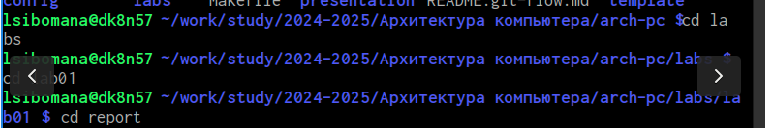 config labs Makefile presentation README.git-flow.md template
lsibomana@dk8n57 ~/work/study/2024-2025/Архитектура компьютера/arch-pc $cd la
bs
lsibomana@dk8n57 ~/work/study/2024-2025/Архитектура компьютера/arch-pc/labs $
cd lab01
lsibomana@dk8n57 ~/work/study/2024-2025/Архитектура компьютера/arch-pc/labs/la
b01 $ cd report